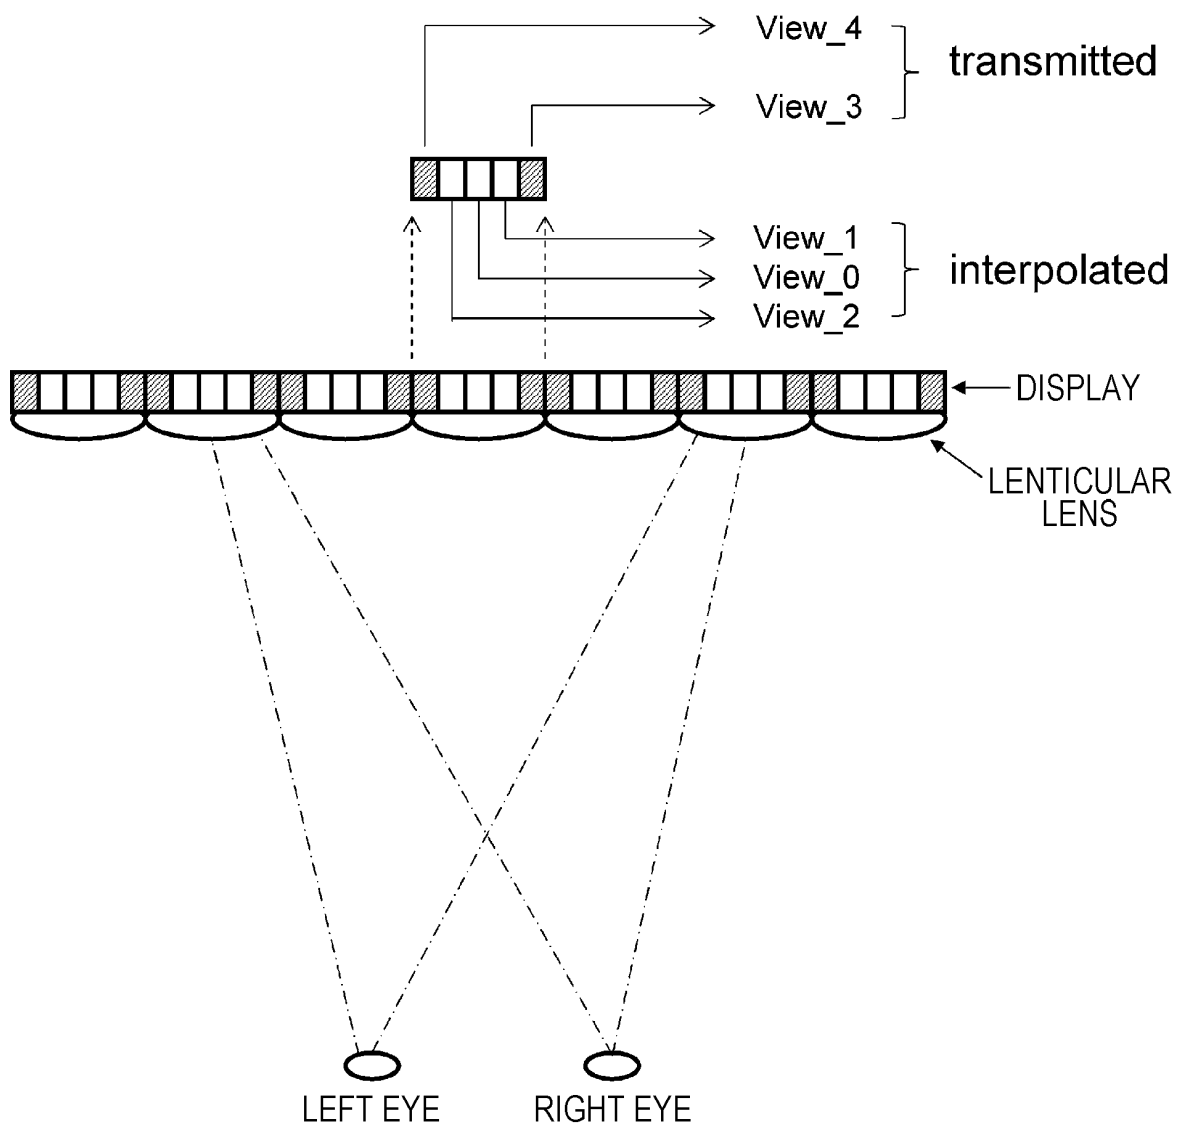 View_4
transmitted
View_3
View_1
View_0
interpolated
View_2
DISPLAY
LENTICULAR
LENS
LEFT EYE
RIGHT EYE